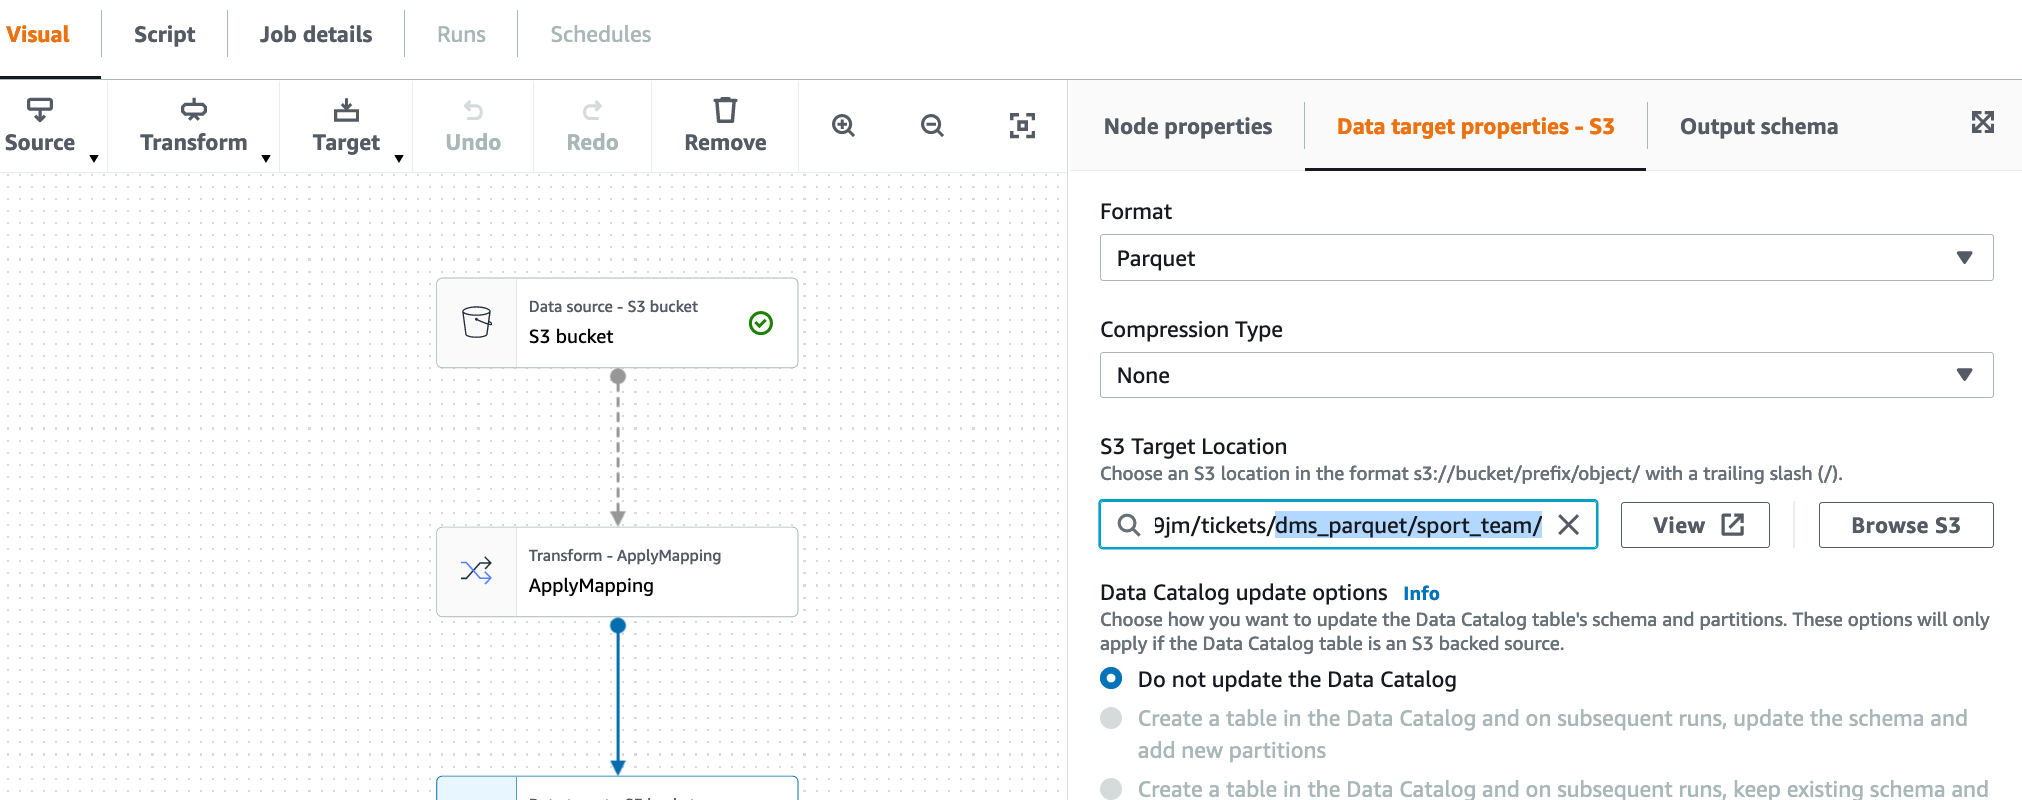 Visual
Script
Job details
Runs
Schedules
Source
Transform
Target
Undo
Redo
Remove
Node properties
Data target properties - S3
Output schema
Data source - S3 bucket
S3 bucket
Transform - ApplyMapping
ApplyMapping
Format
Parquet
Compression Type
None
S3 Target Location
Choose an S3 location in the format s3://bucket/prefix/object/ with a trailing slash (/).
9jm/tickets/dms_parquet/sport_team/
View
Browse S3
Data Catalog update options Info
Choose how you want to update the Data Catalog table's schema and partitions. These options will only
apply if the Data Catalog table is an S3 backed source.
Do not update the Data Catalog
Create a table in the Data Catalog and on subsequent runs, update the schema and
add new partitions
Create a table in the Data Catalog and on subsequent runs, keep existing schema and